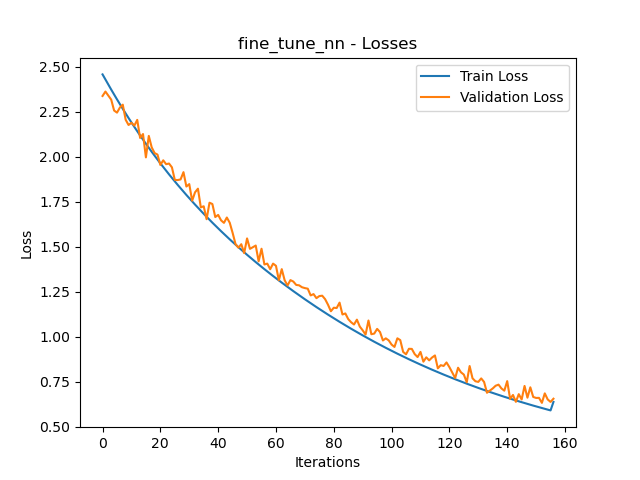 fine_tune_nn - Losses
Train Loss
Validation Loss
2.50
2.25
2.00
1.75
1.50
1.25
1.00
0.75
0.50
Loss
0 20 40 60 80 100 120 140 160
Iterations